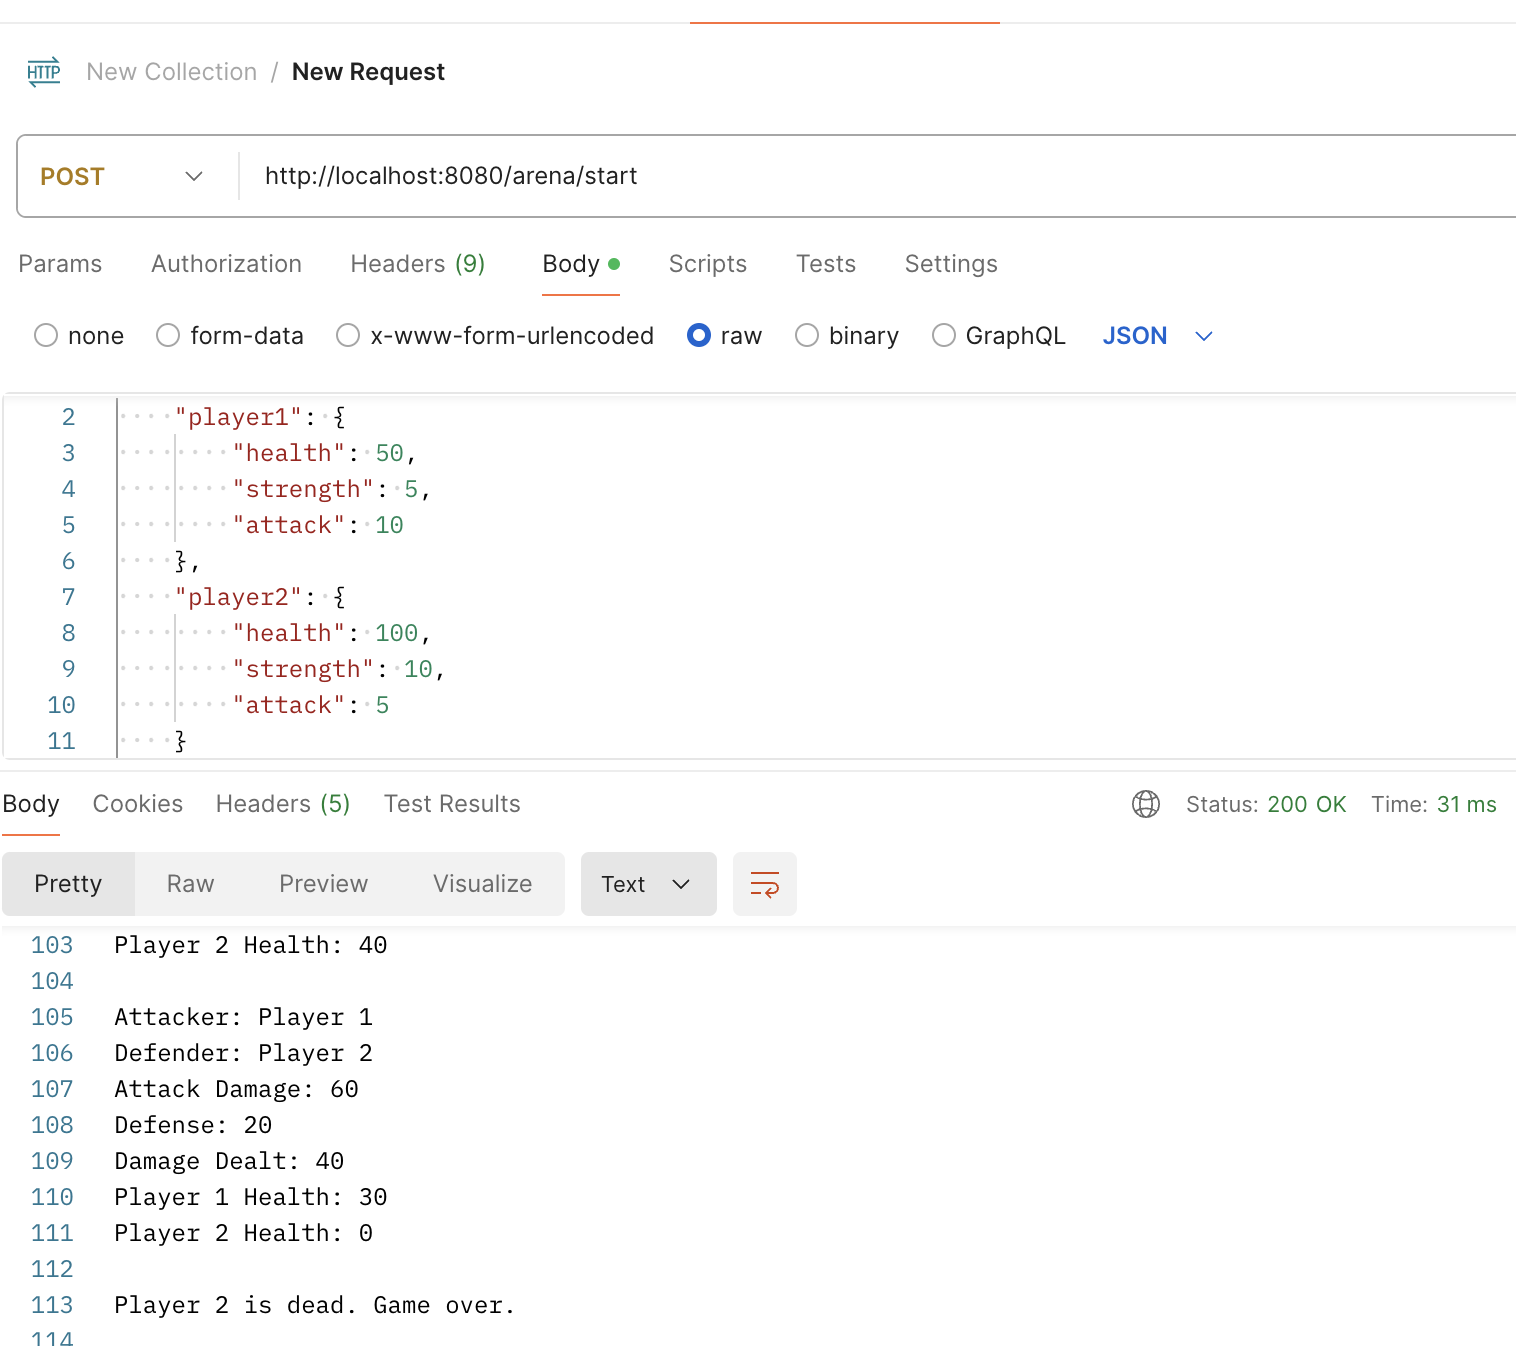 HTTP New Collection / New Request
POST http://localhost:8080/arena/start
Params Authorization Headers (9) Body Scripts Tests Settings
none form-data x-www-form-urlencoded raw binary GraphQL JSON
2 "player1": {
3 "health": 50,
4 "strength": 5,
5 "attack": 10
6 },
7 "player2": {
8 "health": 100,
9 "strength": 10,
10 "attack": 5
11 }
Body Cookies Headers (5) Test Results Status: 200 OK Time: 31 ms
Pretty Raw Preview Visualize Text
103 Player 2 Health: 40
104
105 Attacker: Player 1
106 Defender: Player 2
107 Attack Damage: 60
108 Defense: 20
109 Damage Dealt: 40
110 Player 1 Health: 30
111 Player 2 Health: 0
112
113 Player 2 is dead. Game over.
114